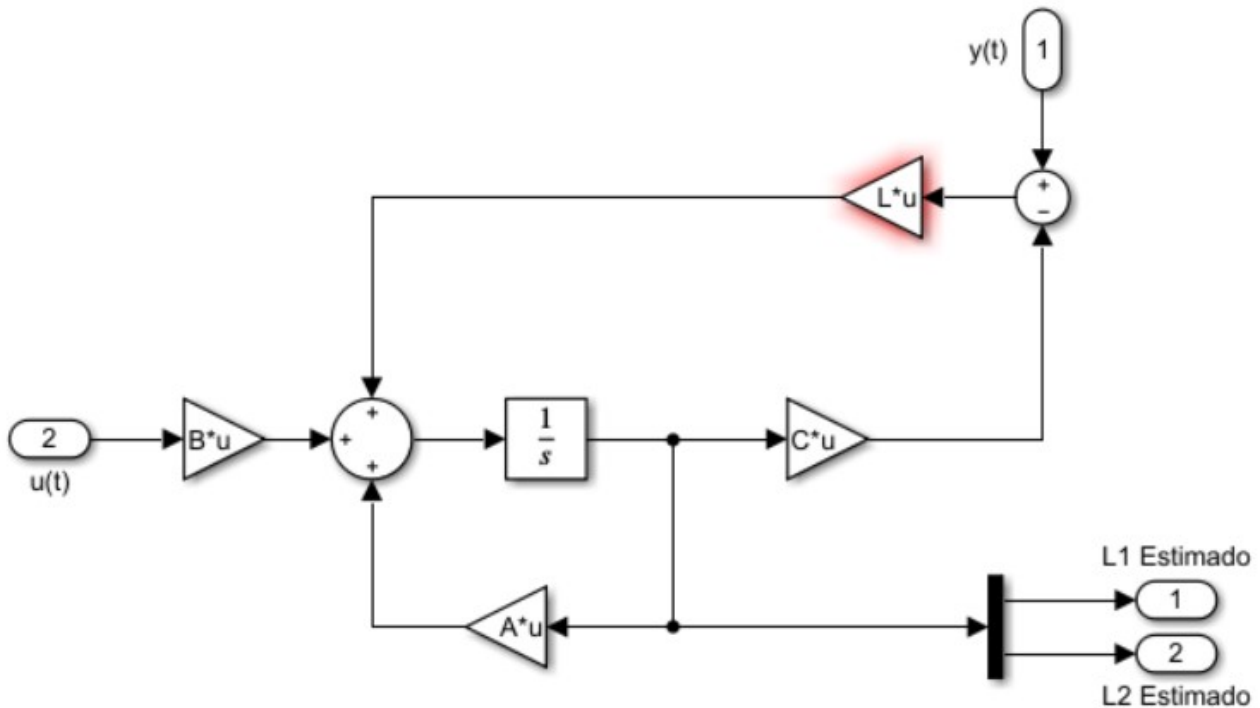 y(t) 1
+
−
L*u
2
u(t)
B*u
+
+
+
1
s
C*u
A*u
L1 Estimado
1
2
L2 Estimado